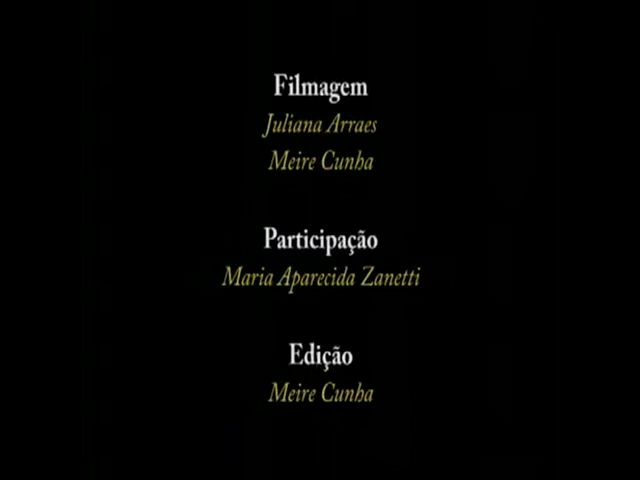 Filmagem
Juliana Arraes
Meire Cunha
Participação
Maria Aparecida Zanetti
Edição
Meire Cunha